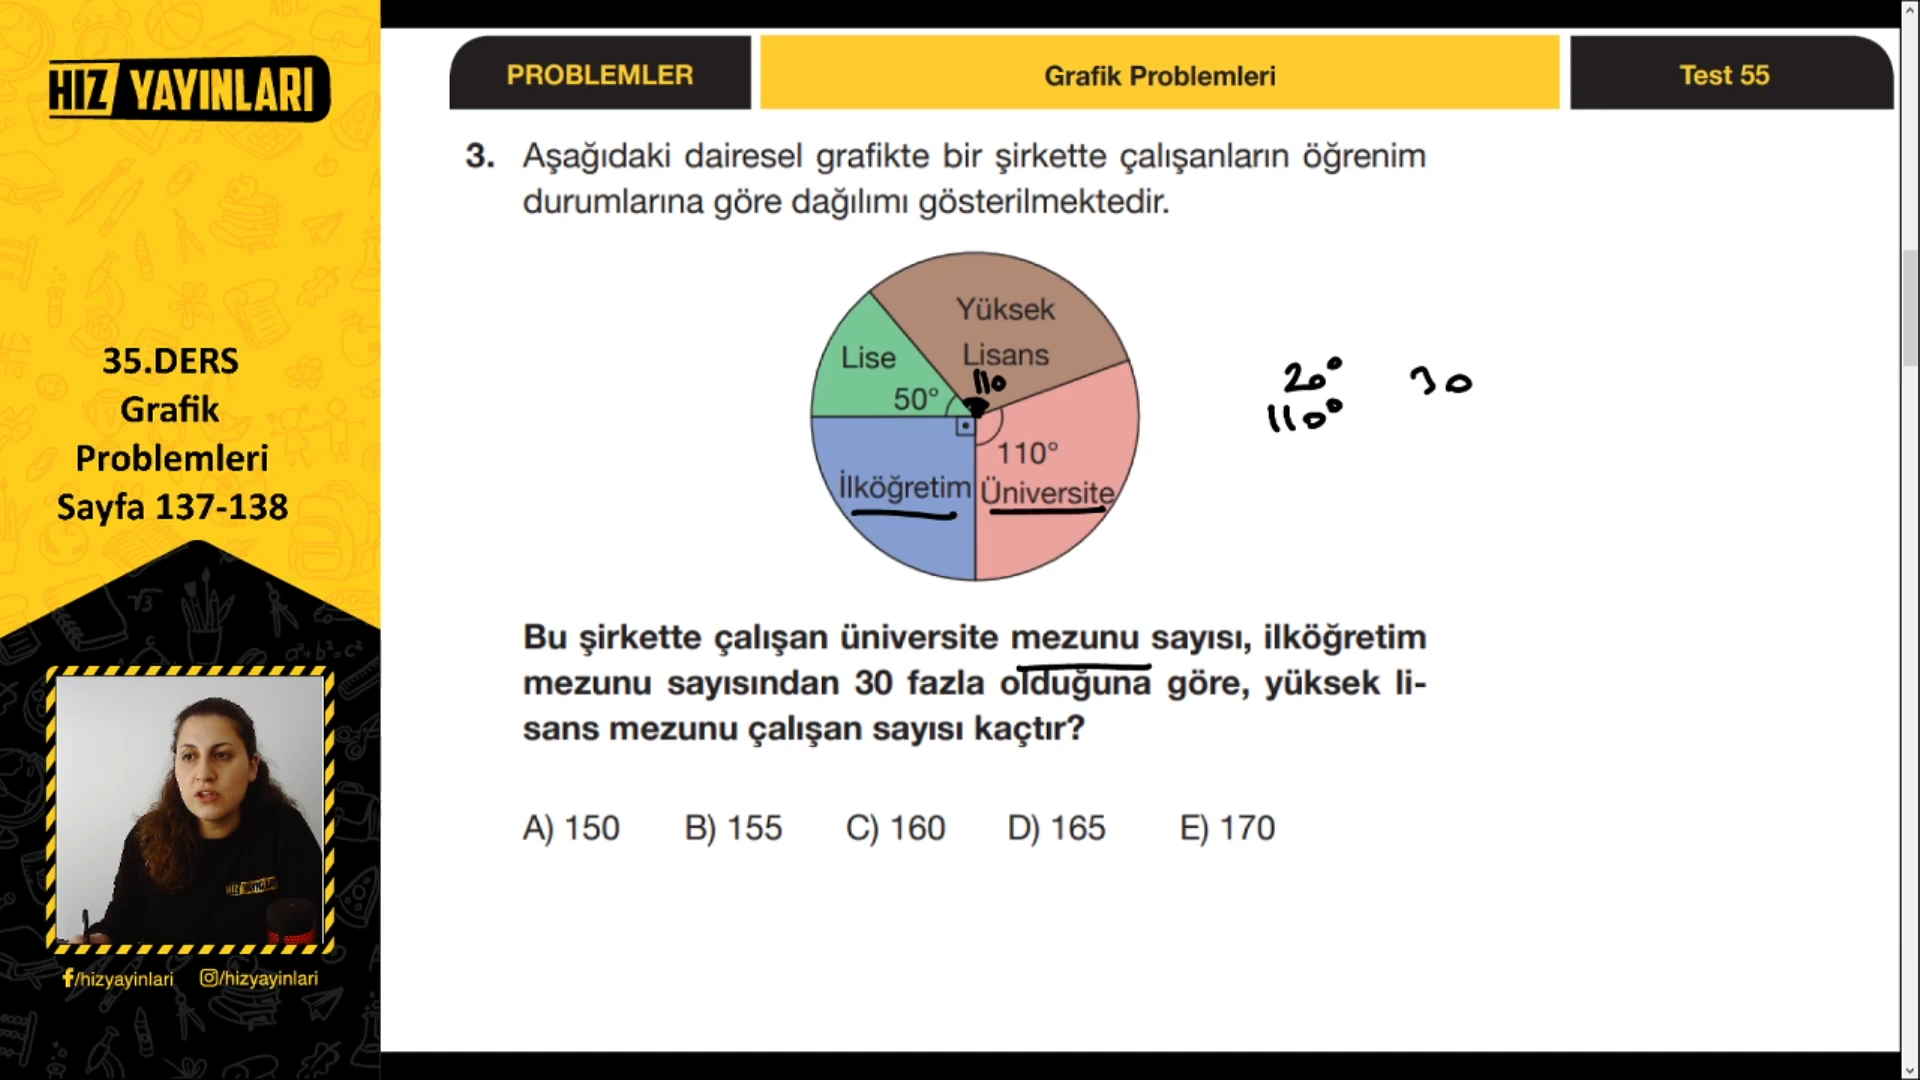 HIZ YAYINLARI
35.DERS
Grafik
Problemleri
Sayfa 137-138
/hizyayinlari /hizyayinlari
PROBLEMLER
Grafik Problemleri
Test 55
3. Aşağıdaki dairesel grafikte bir şirkette çalışanların öğrenim
durumlarına göre dağılımı gösterilmektedir.
Yüksek
Lisans
Lise
110
50°
110°
İlköğretim
Üniversite
20° 30
110°
Bu şirkette çalışan üniversite mezunu sayısı, ilköğretim
mezunu sayısından 30 fazla olduğuna göre, yüksek li-
sans mezunu çalışan sayısı kaçtır?
A) 150 B) 155 C) 160 D) 165 E) 170